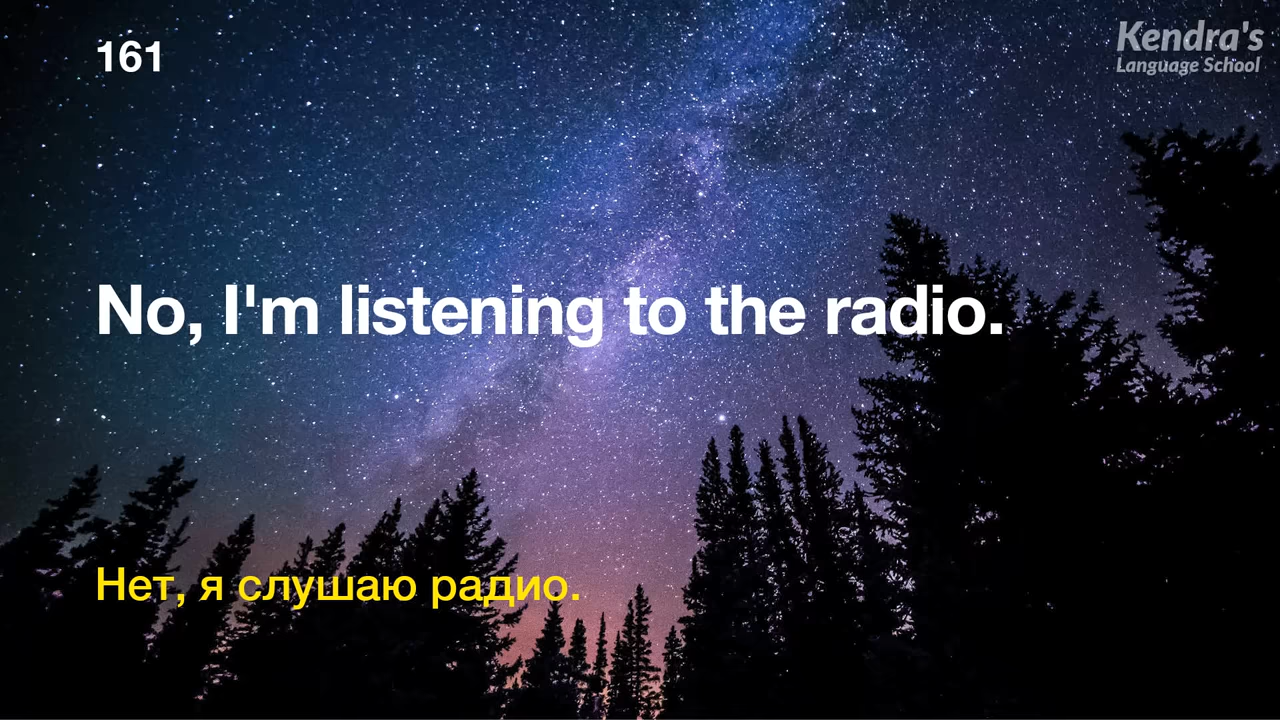 161
Kendra's
Language School
No, I'm listening to the radio.
Нет, я слушаю радио.